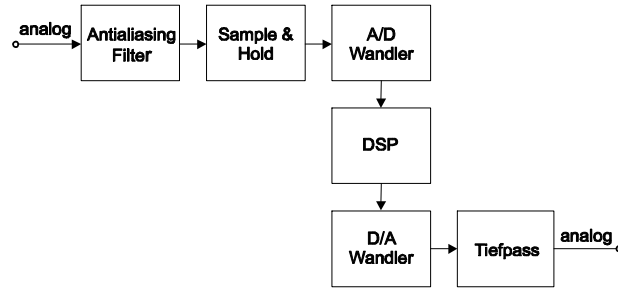 analog
Antialiasing
Filter
Sample &
Hold
A/D
Wandler
DSP
D/A
Wandler
Tiefpass
analog